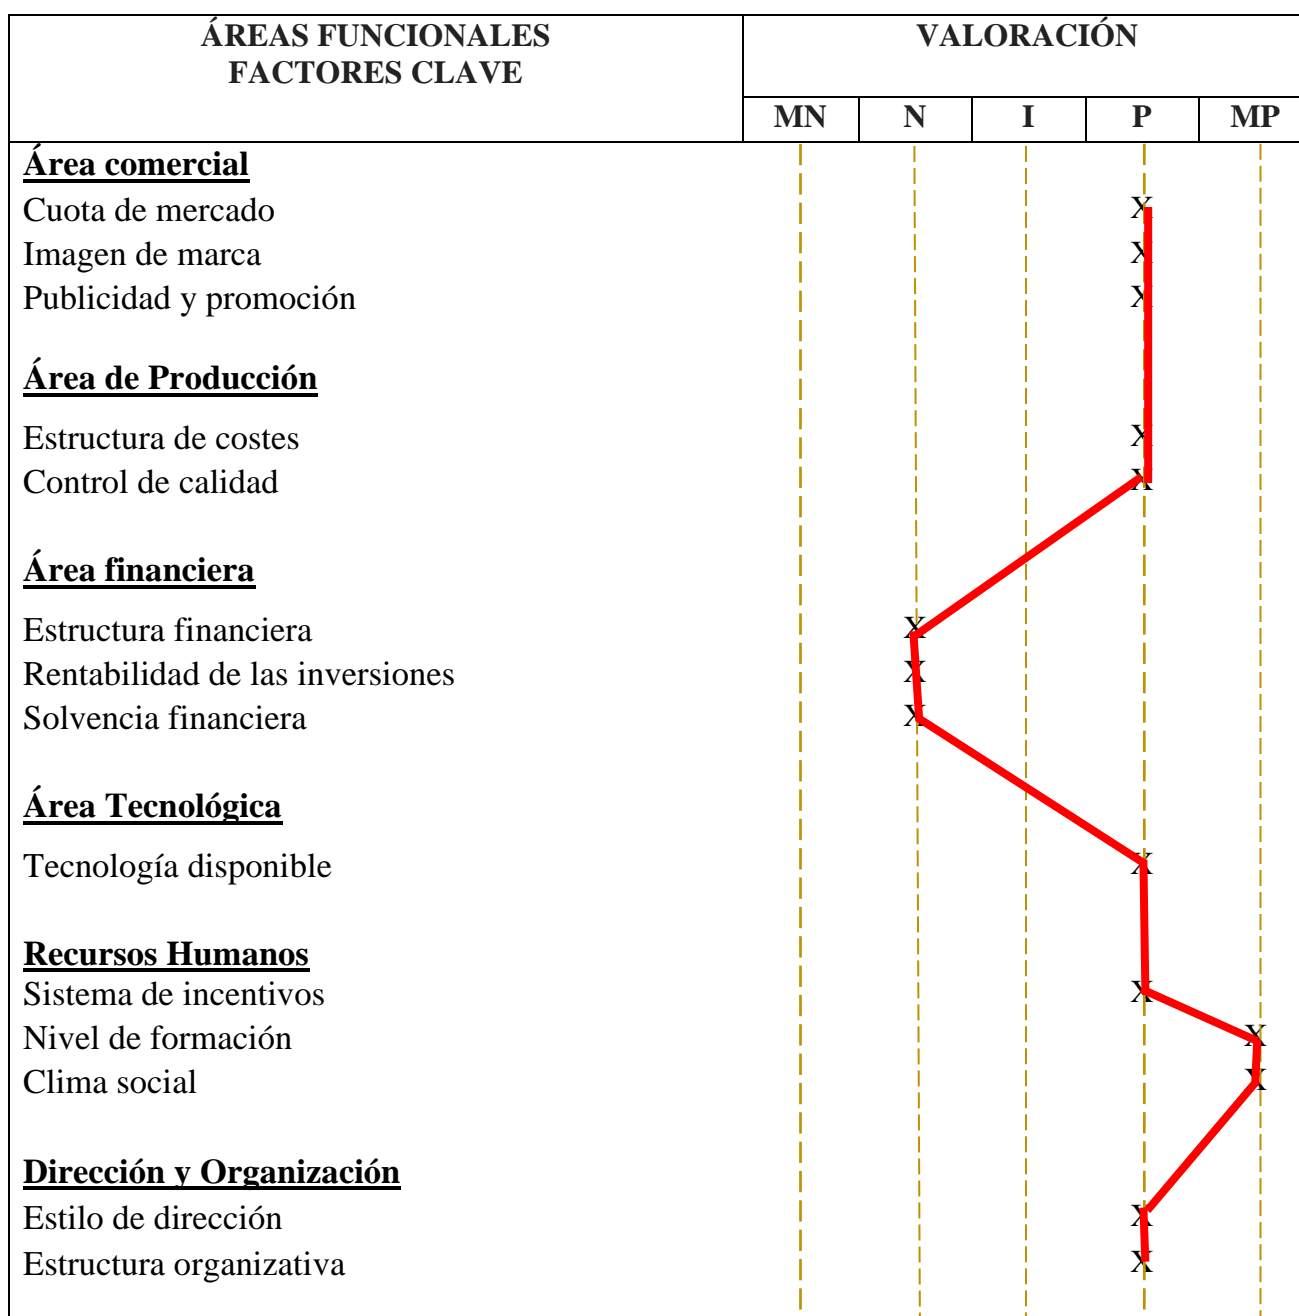 ÁREAS FUNCIONALES
FACTORES CLAVE
VALORACIÓN
MN N I P MP
Área comercial
Cuota de mercado X
Imagen de marca X
Publicidad y promoción X
Área de Producción
Estructura de costes X
Control de calidad X
Área financiera
Estructura financiera X
Rentabilidad de las inversiones X
Solvencia financiera X
Área Tecnológica
Tecnología disponible X
Recursos Humanos
Sistema de incentivos X
Nivel de formación X
Clima social X
Dirección y Organización
Estilo de dirección X
Estructura organizativa X